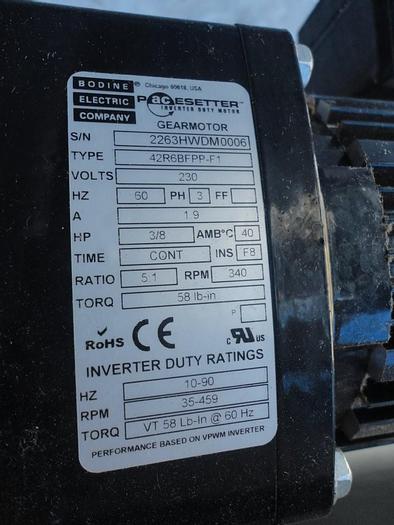 BODINE ® Chicago 60618, USA
ELECTRIC PacESETTER™
COMPANY INVERTER DUTY MOTOR
GEARMOTOR
S/N 2263HWDM0006
TYPE 42R6BFPP-F1
VOLTS 230
HZ 60 PH 3 FF
A 1.9
HP 3/8 AMB°C 40
TIME CONT INS F8
RATIO 5:1 RPM 340
TORQ 58 lb-in
P
RoHS CE c UR us
INVERTER DUTY RATINGS
HZ 10-90
RPM 35-459
TORQ VT 58 Lb-In @ 60 Hz
PERFORMANCE BASED ON VPWM INVERTER